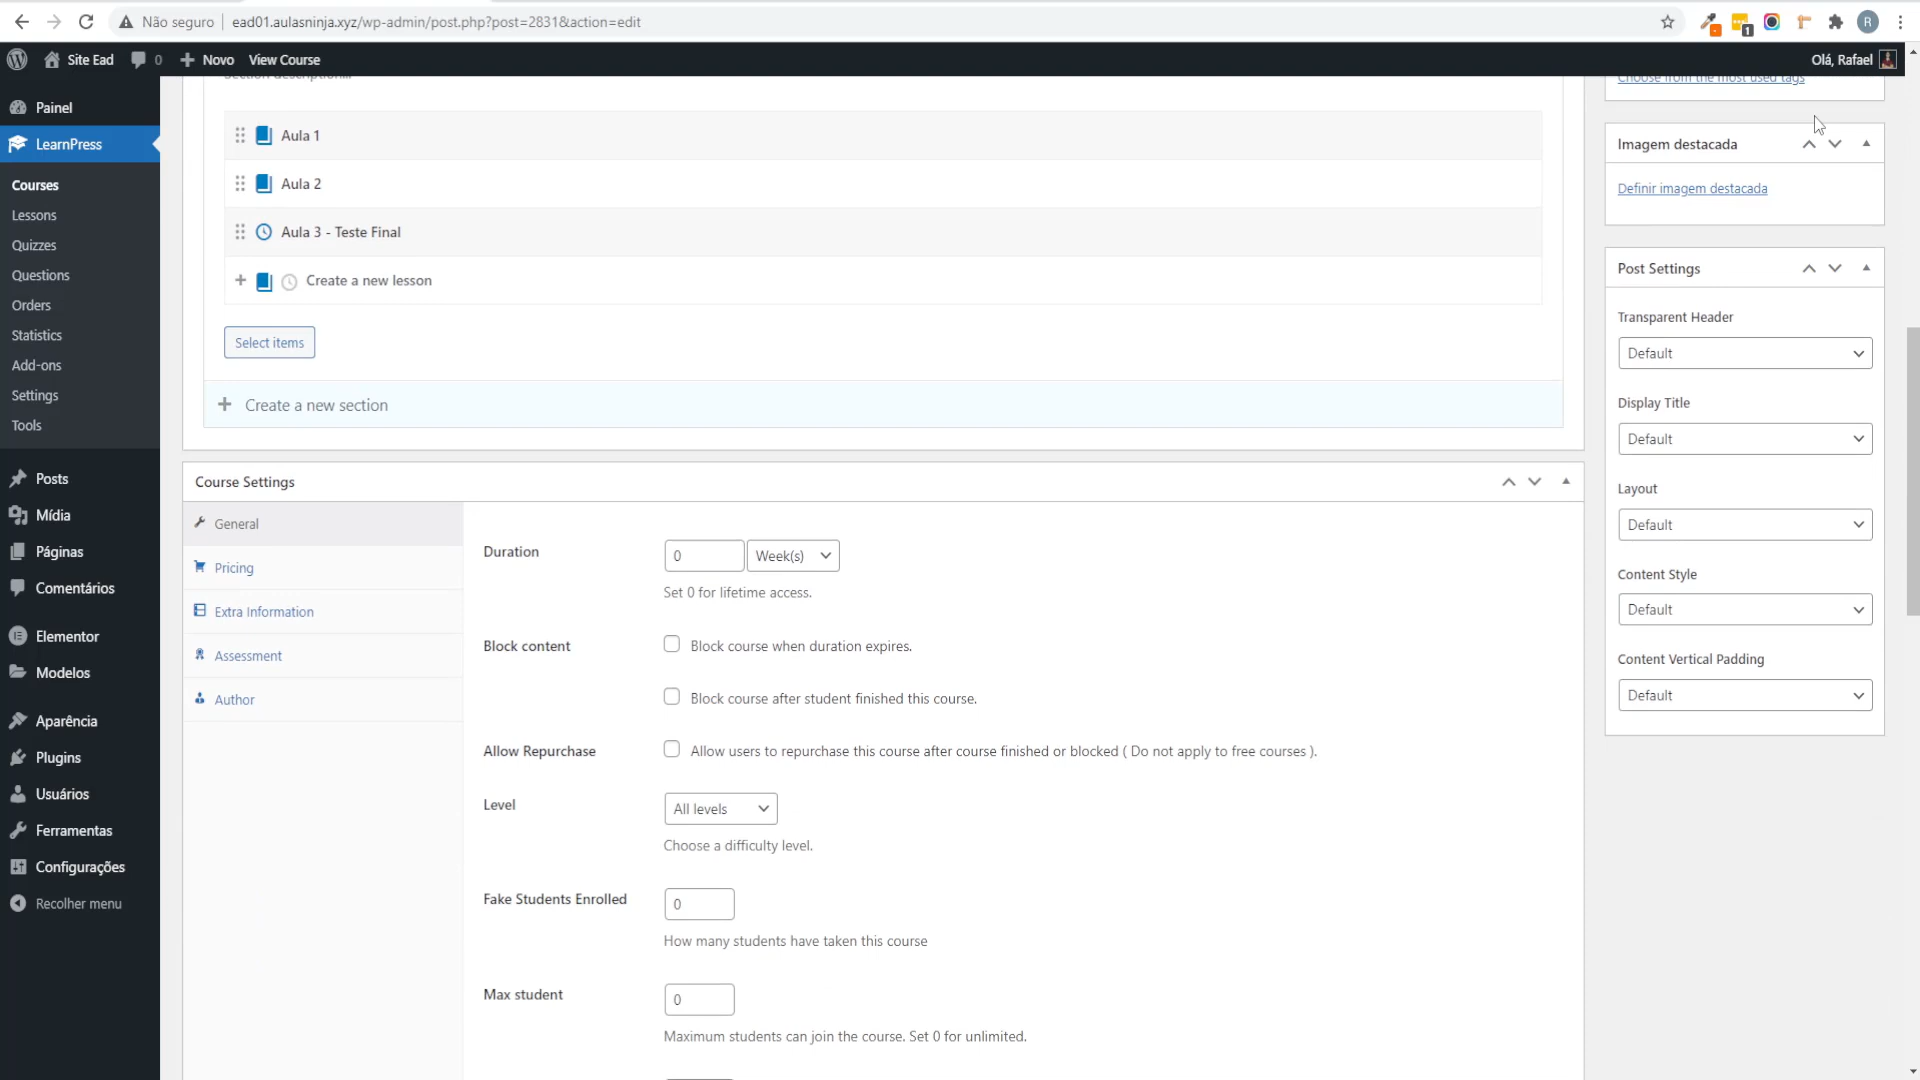 Não seguro
ead01.aulasninja.xyz/wp-admin/post.php?post=2831&action=edit
1
R
Site Ead
0
Novo
View Course
Olá, Rafael
Painel
LearnPress
Courses
Lessons
Quizzes
Questions
Orders
Statistics
Add-ons
Settings
Tools
Posts
Mídia
Páginas
Comentários
Elementor
Modelos
Aparência
Plugins
Usuários
Ferramentas
Configurações
Recolher menu
Section description...
Aula 1
Aula 2
Aula 3 - Teste Final
Create a new lesson
Select items
Create a new section
Course Settings
General
Pricing
Extra Information
Assessment
Author
Duration
0
Week(s)
Set 0 for lifetime access.
Block content
Block course when duration expires.
Block course after student finished this course.
Allow Repurchase
Allow users to repurchase this course after course finished or blocked ( Do not apply to free courses ).
Level
All levels
Choose a difficulty level.
Fake Students Enrolled
0
How many students have taken this course
Max student
0
Maximum students can join the course. Set 0 for unlimited.
Choose from the most used tags
Imagem destacada
Definir imagem destacada
Post Settings
Transparent Header
Default
Display Title
Default
Layout
Default
Content Style
Default
Content Vertical Padding
Default